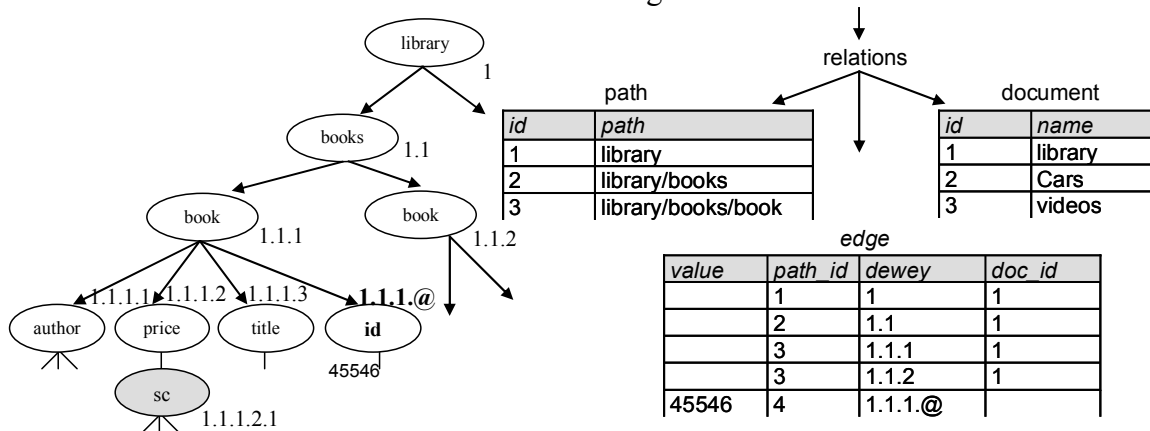 g
library
1
books
1.1
book
1.1.1
book
1.1.2
1.1.1.1
1.1.1.2
1.1.1.3
1.1.1.@
author
price
title
id
45546
sc
1.1.1.2.1
relations
path
id path
1 library
2 library/books
3 library/books/book
document
id name
1 library
2 Cars
3 videos
edge
value path_id dewey doc_id
1 1 1
2 1.1 1
3 1.1.1 1
3 1.1.2 1
45546 4 1.1.1.@